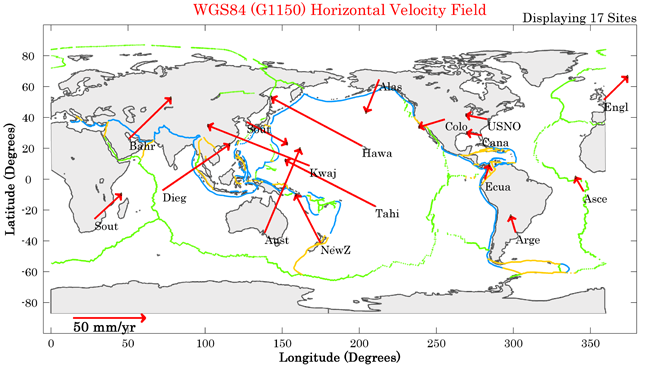 WGS84 (G1150) Horizontal Velocity Field
Displaying 17 Sites
80
60
40
20
0
-20
-40
-60
-80
Latitude (Degrees)
Alas
Engl
Sout
Colo
USNO
Bahr
Cana
Hawa
Kwaj
Ecua
Dieg
Asce
Tahi
Sout
Aust
NewZ
Arge
50 mm/yr
0 50 100 150 200 250 300 350
Longitude (Degrees)